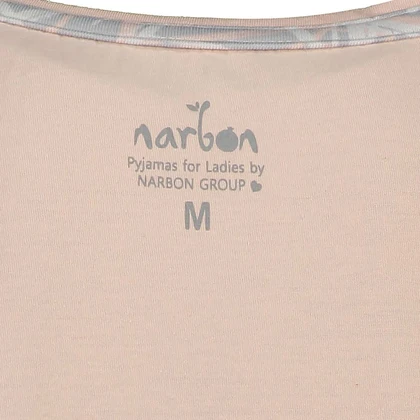 narbon
Pyjamas for Ladies by
NARBON GROUP
M